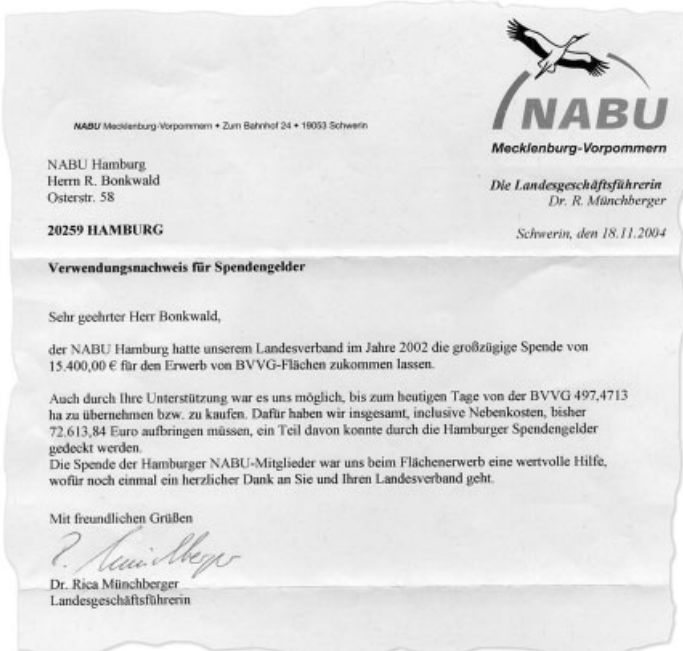 NABU
Mecklenburg-Vorpommern
NABU Mecklenburg-Vorpommern • Zum Bahnhof 24 • 19053 Schwerin
NABU Hamburg
Herrn R. Bonkwald
Osterstr. 58
20259 HAMBURG
Die Landesgeschäftsführerin
Dr. R. Münchberger
Schwerin, den 18.11.2004
Verwendungsnachweis für Spendengelder
Sehr geehrter Herr Bonkwald,
der NABU Hamburg hatte unserem Landesverband im Jahre 2002 die großzügige Spende von
15.400,00 € für den Erwerb von BVVG-Flächen zukommen lassen.
Auch durch Ihre Unterstützung war es uns möglich, bis zum heutigen Tage von der BVVG 497,4713
ha zu übernehmen bzw. zu kaufen. Dafür haben wir insgesamt, inclusive Nebenkosten, bisher
72.613,84 Euro aufbringen müssen, ein Teil davon konnte durch die Hamburger Spendengelder
gedeckt werden.
Die Spende der Hamburger NABU-Mitglieder war uns beim Flächenerwerb eine wertvolle Hilfe,
wofür noch einmal ein herzlicher Dank an Sie und Ihren Landesverband geht.
Mit freundlichen Grüßen
R. Münchberger
Dr. Rica Münchberger
Landesgeschäftsführerin